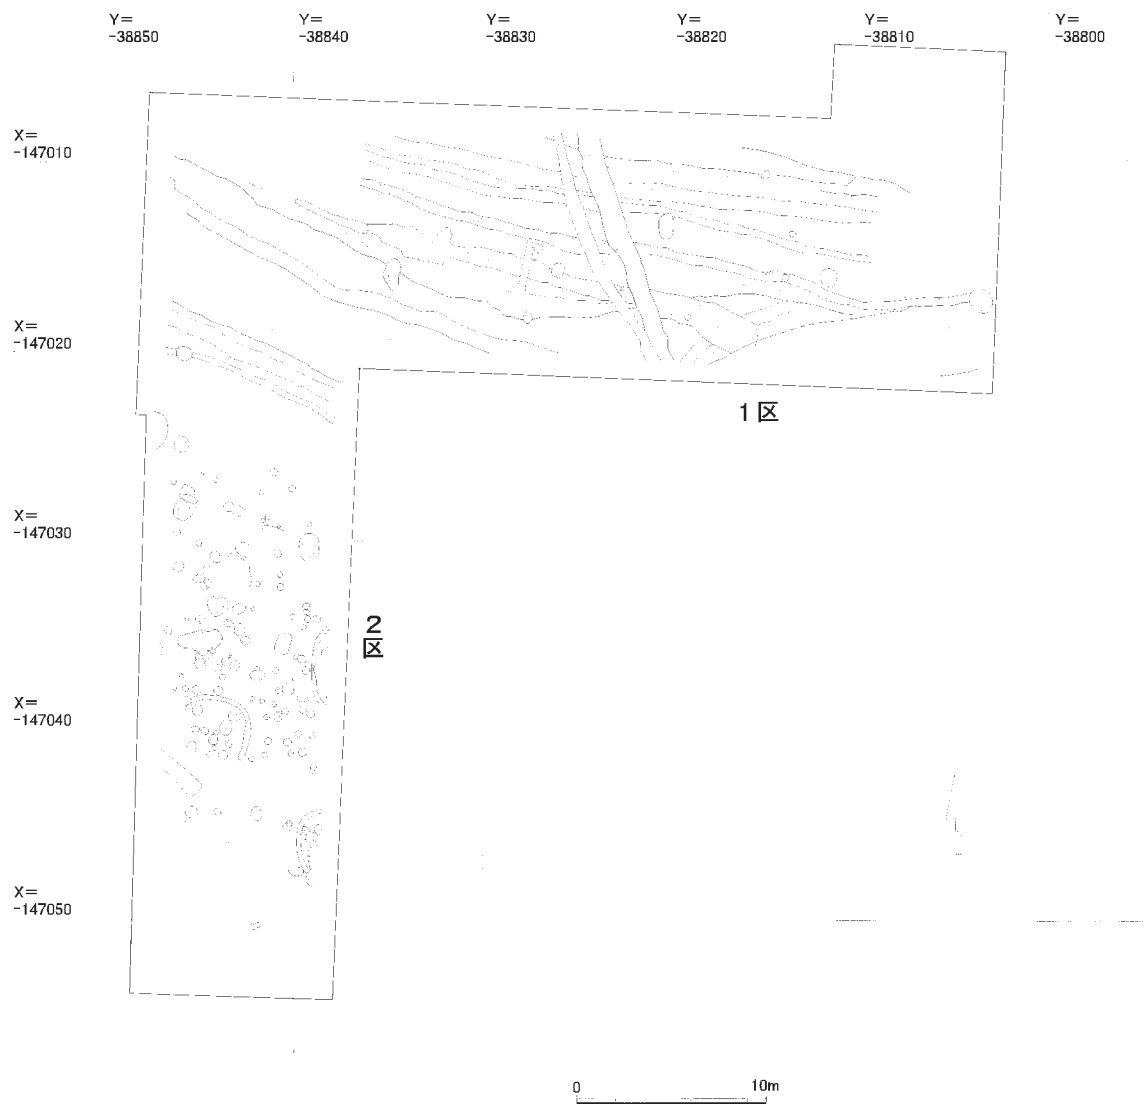 Y=
-38850
Y=
-38840
Y=
-38830
Y=
-38820
Y=
-38810
Y=
-38800
X=
-147010
X=
-147020
1区
X=
-147030
2
区
X=
-147040
X=
-147050
0
10m